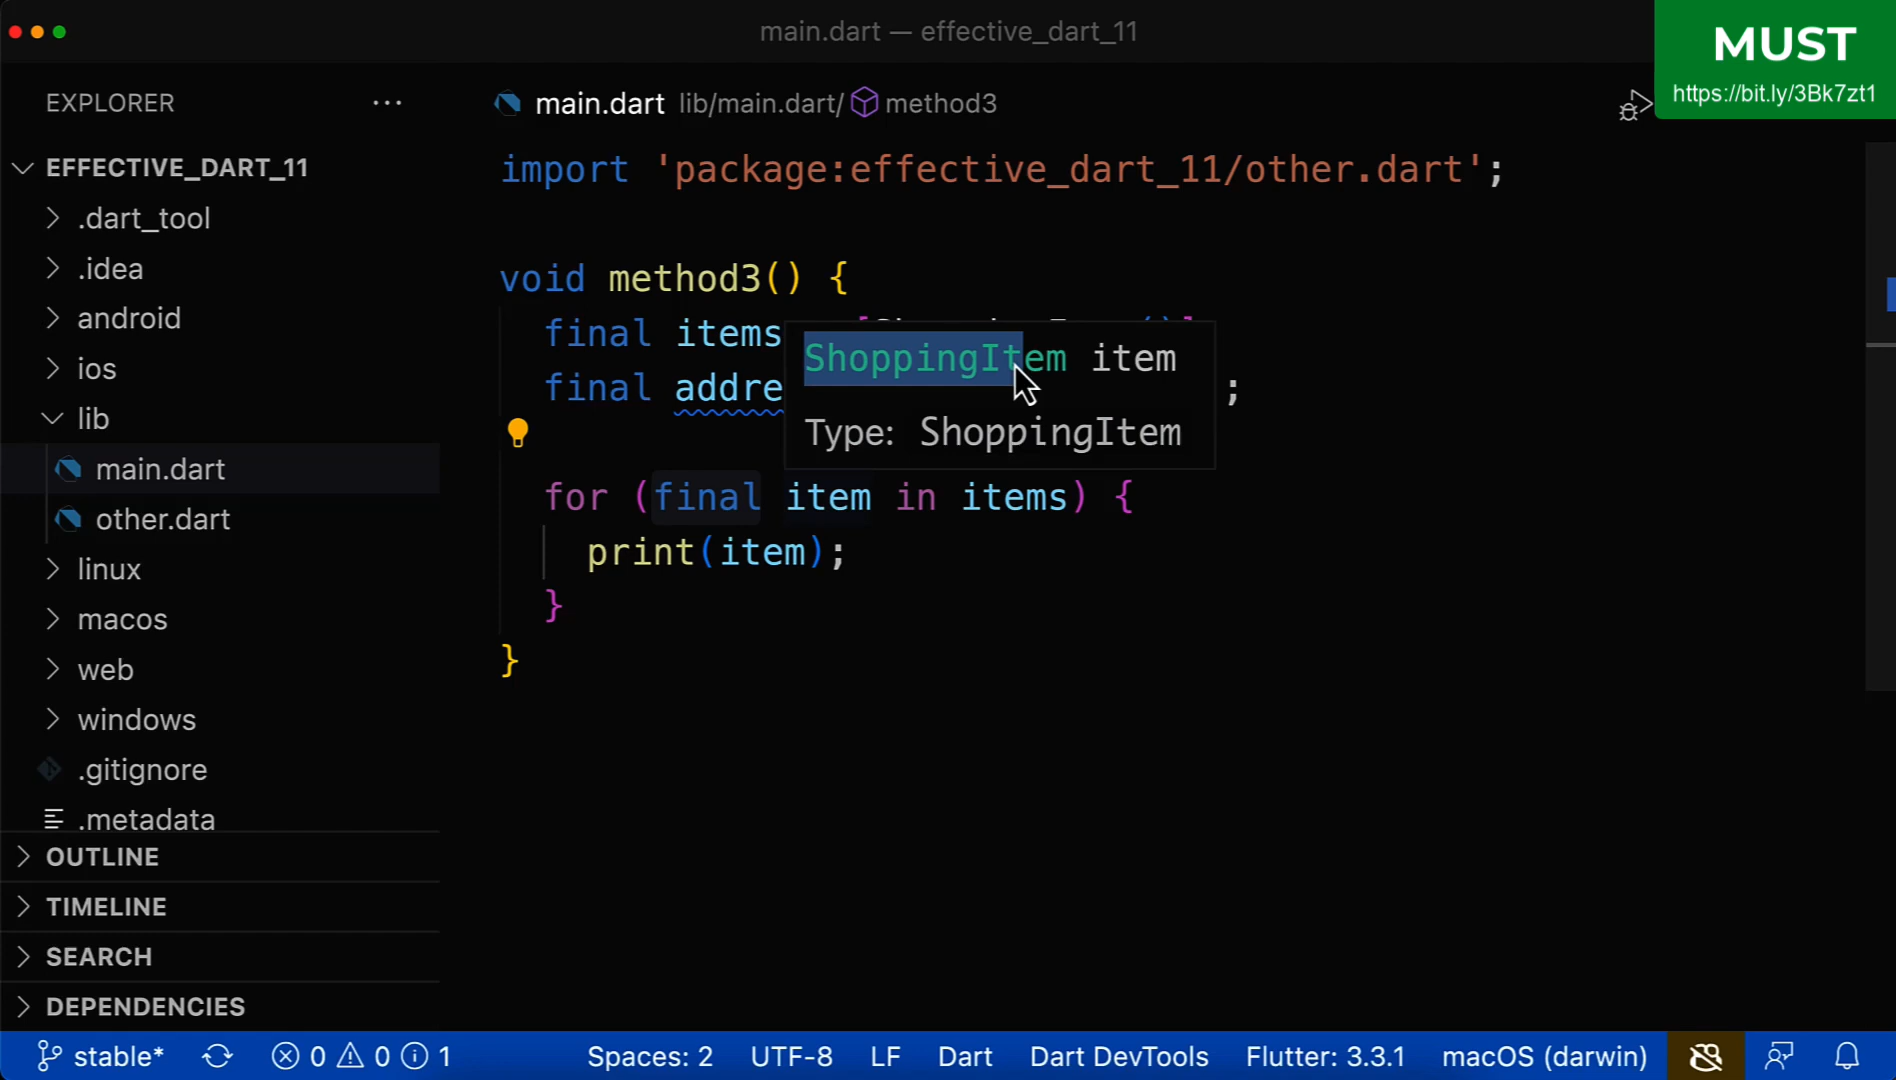 main.dart — effective_dart_11
MUST
https://bit.ly/3Bk7zt1
EXPLORER
main.dart lib/main.dart/ method3
EFFECTIVE_DART_11
.dart_tool
.idea
android
ios
lib
main.dart
other.dart
linux
macos
web
windows
.gitignore
.metadata
OUTLINE
TIMELINE
SEARCH
DEPENDENCIES
import 'package:effective_dart_11/other.dart';
void method3() {
final items
final addre ;
ShoppingItem item
Type: ShoppingItem
for (final item in items) {
print(item);
}
}
stable* 0 0 1 Spaces: 2 UTF-8 LF Dart Dart DevTools Flutter: 3.3.1 macOS (darwin)